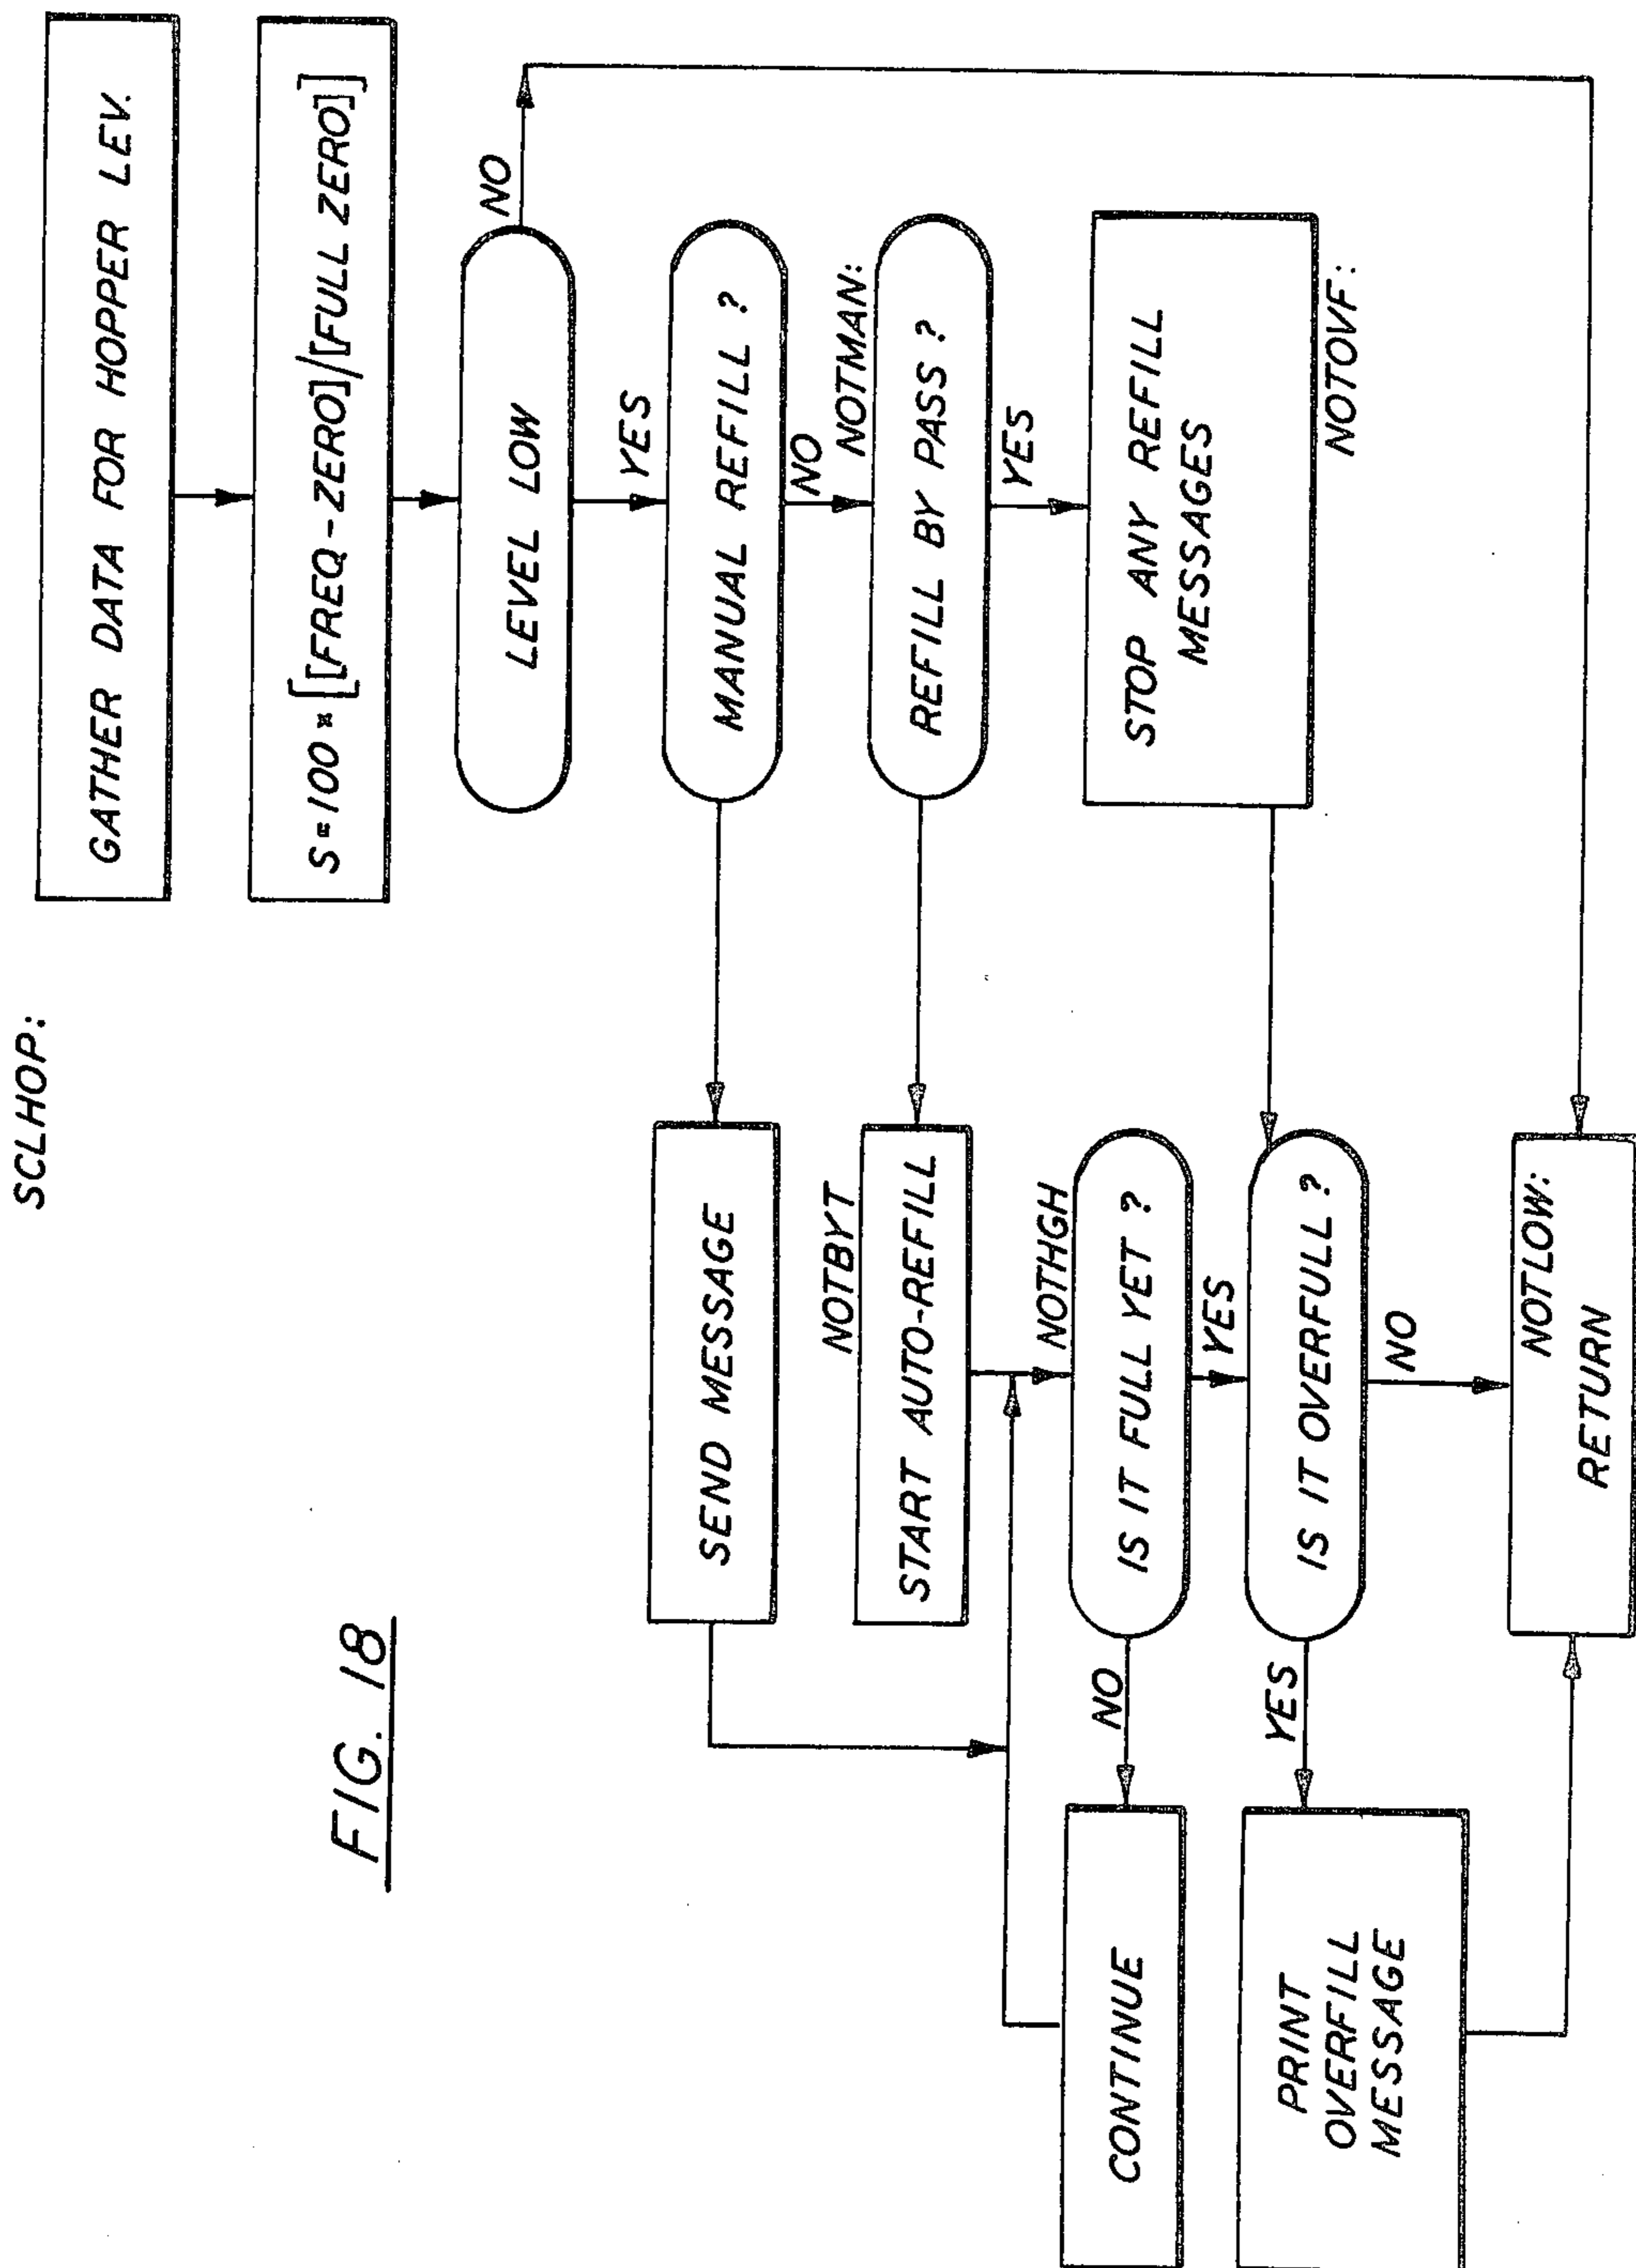 SCLHOP:
GATHER DATA FOR HOPPER LEV.
S=100×[[FREQ-ZERO]/[FULL ZERO]]
LEVEL LOW
NO
YES
MANUAL REFILL ?
NO
NOTMAN:
REFILL BY PASS ?
YES
STOP ANY REFILL
MESSAGES
NOTOVF:
SEND MESSAGE
NOTBYT
START AUTO-REFILL
NOTHGH
IS IT FULL YET ?
NO
YES
IS IT OVERFULL ?
YES
NO
NOTLOW:
RETURN
CONTINUE
PRINT
OVERFILL
MESSAGE
FIG. 18